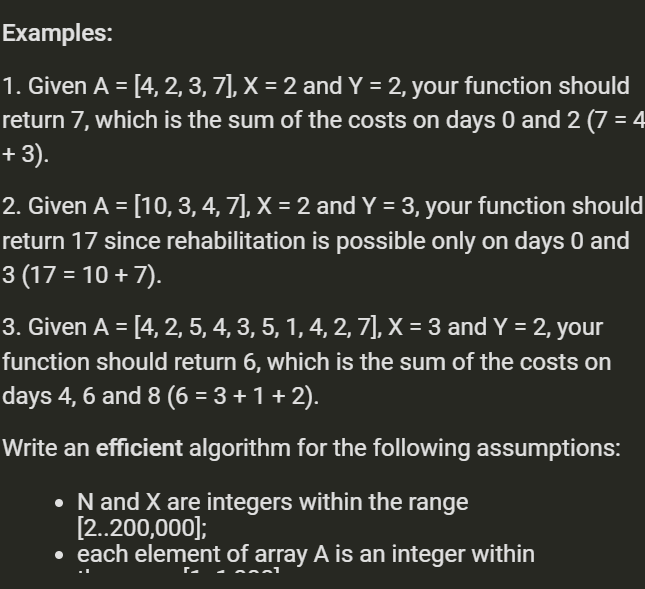 Examples:
1. Given A = [4, 2, 3, 7], X = 2 and Y = 2, your function should
return 7, which is the sum of the costs on days 0 and 2 (7 = 4
+ 3).
2. Given A = [10, 3, 4, 7], X = 2 and Y = 3, your function should
return 17 since rehabilitation is possible only on days 0 and
3 (17 = 10 + 7).
3. Given A = [4, 2, 5, 4, 3, 5, 1, 4, 2, 7], X = 3 and Y = 2, your
function should return 6, which is the sum of the costs on
days 4, 6 and 8 (6 = 3 + 1 + 2).
Write an efficient algorithm for the following assumptions:
• N and X are integers within the range
[2..200,000];
• each element of array A is an integer within